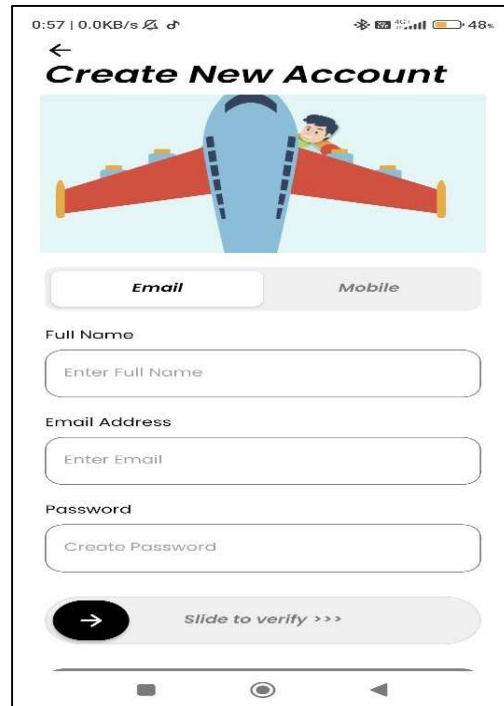 0:57 | 0.0KB/s
4G+ 48%
Create New Account
Email Mobile
Full Name
Enter Full Name
Email Address
Enter Email
Password
Create Password
Slide to verify >>>